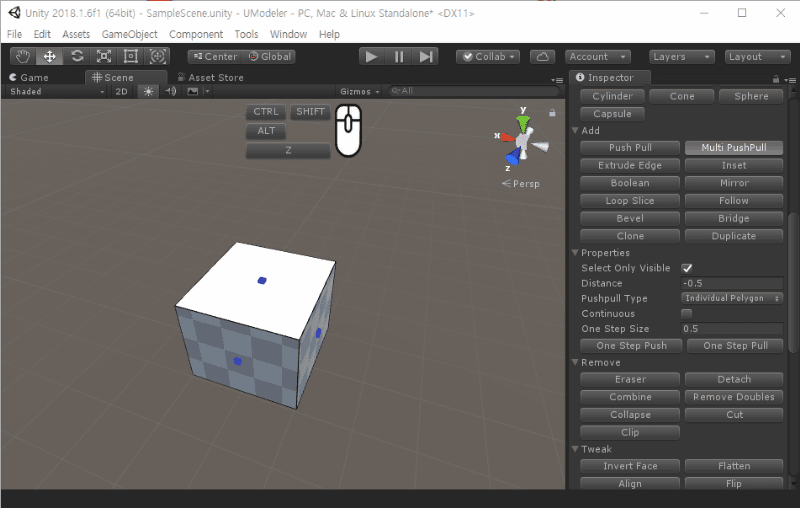 Unity 2018.1.6f1 (64bit) - SampleScene.unity - UModeler - PC, Mac & Linux Standalone* <DX11>
File Edit Assets GameObject Component Tools Window Help
Center Global Collab Account Layers Layout
Game Scene Asset Store Inspector
Shaded 2D Gizmos All
CTRL SHIFT
ALT
Z
y
x
z
Persp
Cylinder Cone Sphere
Capsule
Add
Push Pull Multi PushPull
Extrude Edge Inset
Boolean Mirror
Loop Slice Follow
Bevel Bridge
Clone Duplicate
Properties
Select Only Visible
Distance -0.5
Pushpull Type Individual Polygon
Continuous
One Step Size 0.5
One Step Push One Step Pull
Remove
Eraser Detach
Combine Remove Doubles
Collapse Cut
Clip
Tweak
Invert Face Flatten
Align Flip